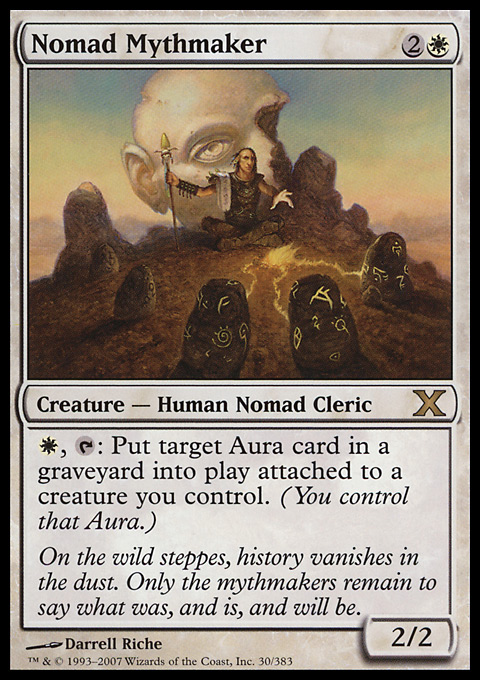 Nomad Mythmaker 2
Creature — Human Nomad Cleric X
, : Put target Aura card in a
graveyard into play attached to a
creature you control. (You control
that Aura.)
On the wild steppes, history vanishes in
the dust. Only the mythmakers remain to
say what was, and is, and will be.
Darrell Riche
2/2
™ & © 1993–2007 Wizards of the Coast, Inc. 30/383